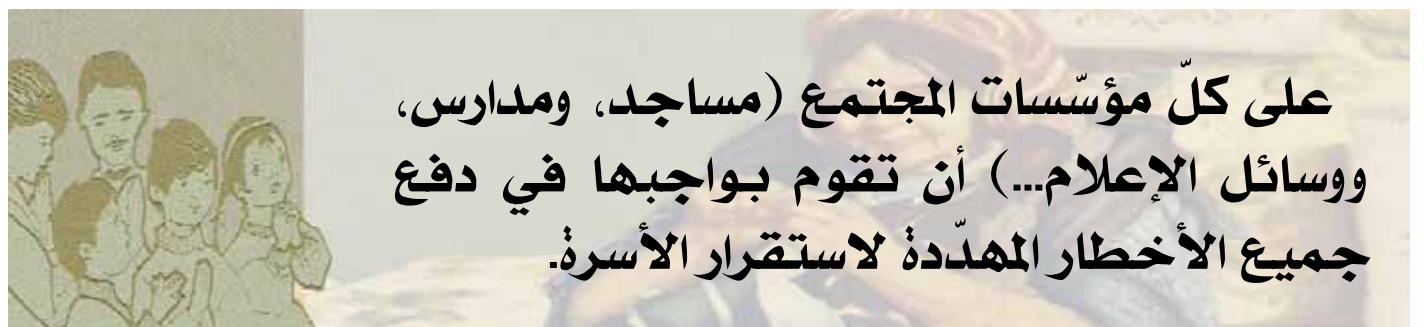 على كلّ مؤسّسات المجتمع (مساجد، ومدارس،
ووسائل الإعلام...) أن تقوم بواجبها في دفع
جميع الأخطار المهدّدة لاستقرار الأسرة.